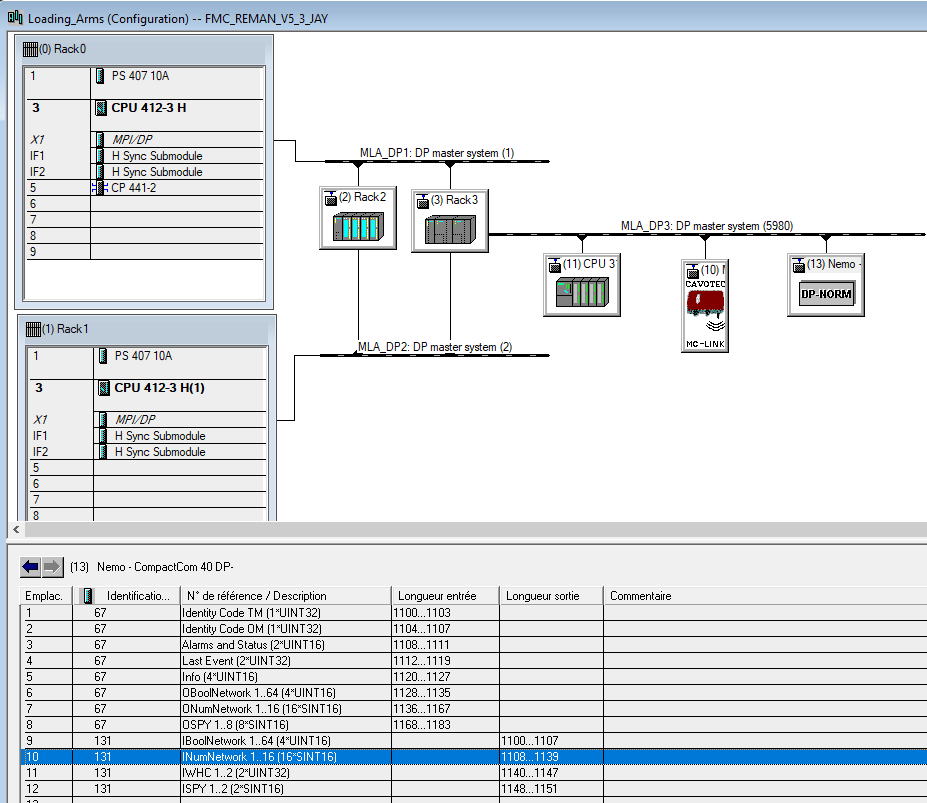 Loading_Arms (Configuration) -- FMC_REMAN_V5_3_JAY
(0) Rack0
1 PS 407 10A
3 CPU 412-3 H
X1 MPI/DP
IF1 H Sync Submodule
IF2 H Sync Submodule
5 CP 441-2
6
7
8
9
(1) Rack1
1 PS 407 10A
3 CPU 412-3 H(1)
X1 MPI/DP
IF1 H Sync Submodule
IF2 H Sync Submodule
5
6
7
8
MLA_DP1: DP master system (1)
(2) Rack2
(3) Rack3
MLA_DP3: DP master system (5980)
(11) CPU 31
(10) N
CAVOTEC
MC-LINK
(13) Nemo -
DP-NORM
MLA_DP2: DP master system (2)
(13) Nemo - CompactCom 40 DP-
Emplac. Identificatio... N° de référence / Description Longueur entrée Longueur sortie Commentaire
1 67 Identity Code TM (1*UINT32) 1100...1103
2 67 Identity Code OM (1*UINT32) 1104...1107
3 67 Alarms and Status (2*UINT16) 1108...1111
4 67 Last Event (2*UINT32) 1112...1119
5 67 Info (4*UINT16) 1120...1127
6 67 OBoolNetwork 1..64 (4*UINT16) 1128...1135
7 67 ONumNetwork 1..16 (16*SINT16) 1136...1167
8 67 OSPY 1..8 (8*SINT16) 1168...1183
9 131 IBoolNetwork 1..64 (4*UINT16) 1100...1107
10 131 INumNetwork 1..16 (16*SINT16) 1108...1139
11 131 IWHC 1..2 (2*UINT32) 1140...1147
12 131 ISPY 1..2 (2*SINT16) 1148...1151